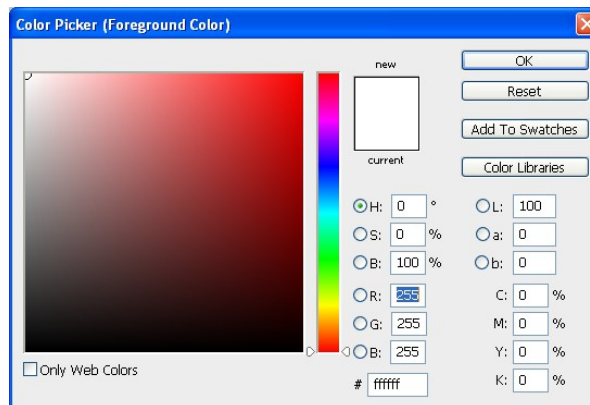 Color Picker (Foreground Color)
new
current
OK
Reset
Add To Swatches
Color Libraries
H: 0 °
S: 0 %
B: 100 %
R: 255
G: 255
B: 255
# ffffff
L: 100
a: 0
b: 0
C: 0 %
M: 0 %
Y: 0 %
K: 0 %
Only Web Colors